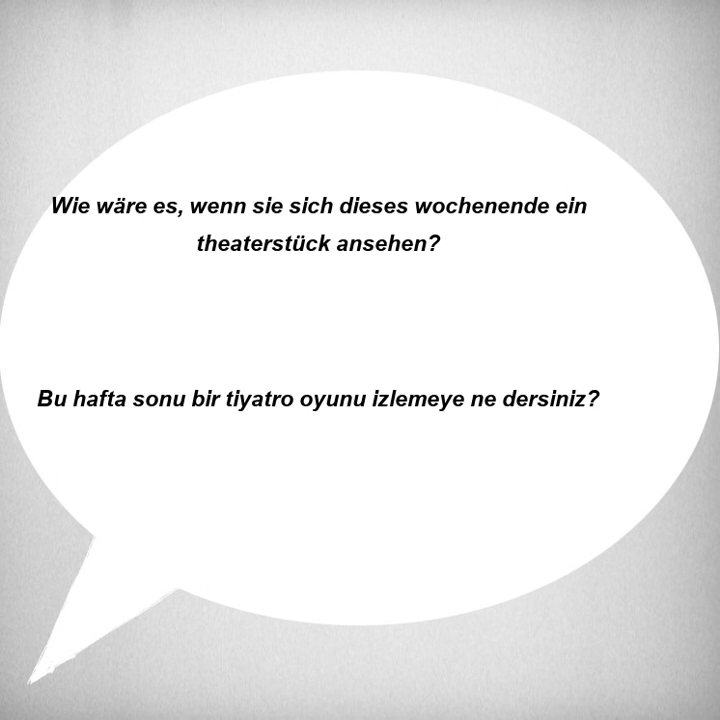 Wie wäre es, wenn sie sich dieses wochenende ein
theaterstück ansehen?
Bu hafta sonu bir tiyatro oyunu izlemeye ne dersiniz?